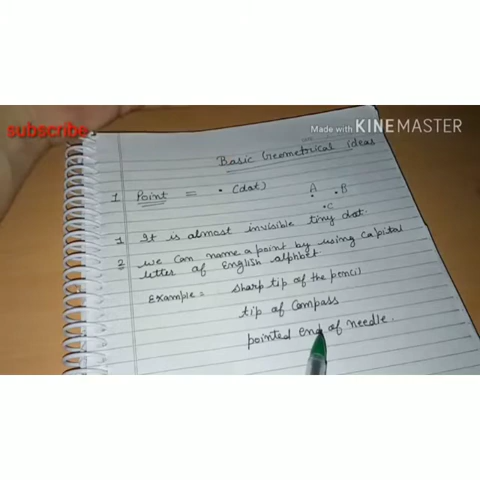 subscribe
Made with KINEMASTER
Basic Geometrical ideas
1 Point = • (dot)
A • • B
• C
1 It is almost invisible tiny dot.
2 we can name a point by using capital
letter of English alphbet.
Example = sharp tip of the pencil
tip of compass
pointed end of needle.